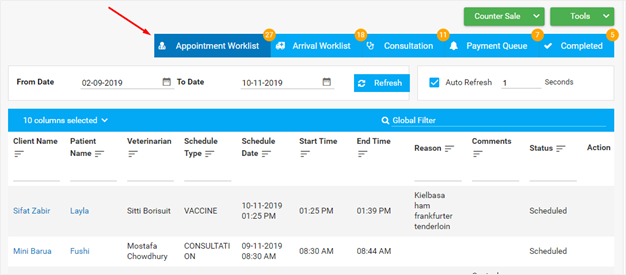 Counter Sale Tools
27 18 11 7 5
Appointment Worklist Arrival Worklist Consultation Payment Queue Completed
From Date 02-09-2019 To Date 10-11-2019 Refresh Auto Refresh 1 Seconds
10 columns selected Global Filter
Client Name Patient Name Veterinarian Schedule Type Schedule Date Start Time End Time Reason Comments Status Action
Sifat Zabir Layla Sitti Borisuit VACCINE 10-11-2019 01:25 PM 01:25 PM 01:39 PM Kielbasa ham frankfurter tenderloin Scheduled
Mini Barua Fushi Mostafa Chowdhury CONSULTATI ON 09-11-2019 08:30 AM 08:30 AM 08:44 AM Scheduled